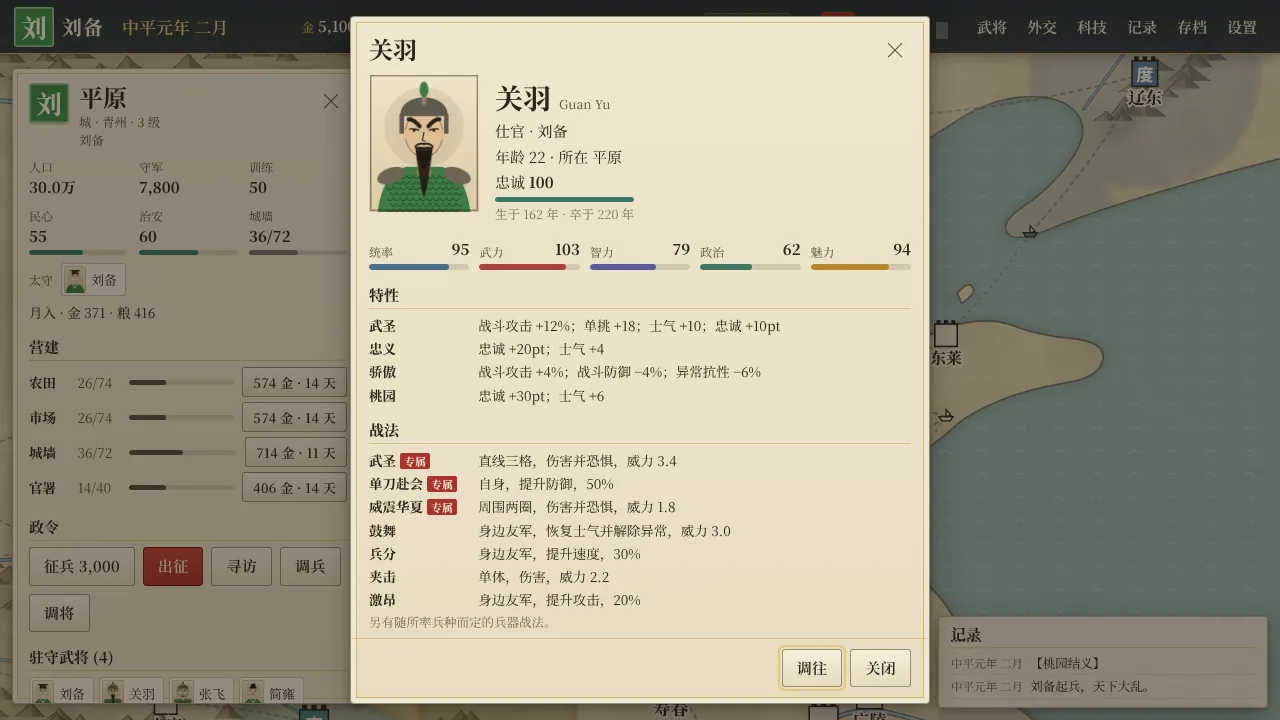 刘 刘备 中平元年 二月 金 5,100 武将 外交 科技 记录 存档 设置
刘 平原
城 · 青州 · 3 级
刘备
人口 守军 训练
30.0万 7,800 50
民心 治安 城墙
55 60 36/72
太守 刘备
月入 · 金 371 · 粮 416
营建
农田 26/74 574 金 · 14 天
市场 26/74 574 金 · 14 天
城墙 36/72 714 金 · 11 天
官署 14/40 406 金 · 14 天
政令
征兵 3,000 出征 寻访 调兵
调将
驻守武将 (4)
刘备 关羽 张飞 简雍
关羽
关羽 Guan Yu
仕官 · 刘备
年龄 22 · 所在 平原
忠诚 100
生于 162 年 · 卒于 220 年
统率 95 武力 103 智力 79 政治 62 魅力 94
特性
武圣 战斗攻击 +12%；单挑 +18；士气 +10；忠诚 +10pt
忠义 忠诚 +20pt；士气 +4
骄傲 战斗攻击 +4%；战斗防御 −4%；异常抗性 −6%
桃园 忠诚 +30pt；士气 +6
战法
武圣 专属 直线三格，伤害并恐惧，威力 3.4
单刀赴会 专属 自身，提升防御，50%
威震华夏 专属 周围两圈，伤害并恐惧，威力 1.8
鼓舞 身边友军，恢复士气并解除异常，威力 3.0
兵分 身边友军，提升速度，30%
夹击 单体，伤害，威力 2.2
激昂 身边友军，提升攻击，20%
另有随所率兵种而定的兵器战法。
调往 关闭
度
辽东
东莱
寿春
广陵
记录
中平元年 二月 【桃园结义】
中平元年 二月 刘备起兵，天下大乱。